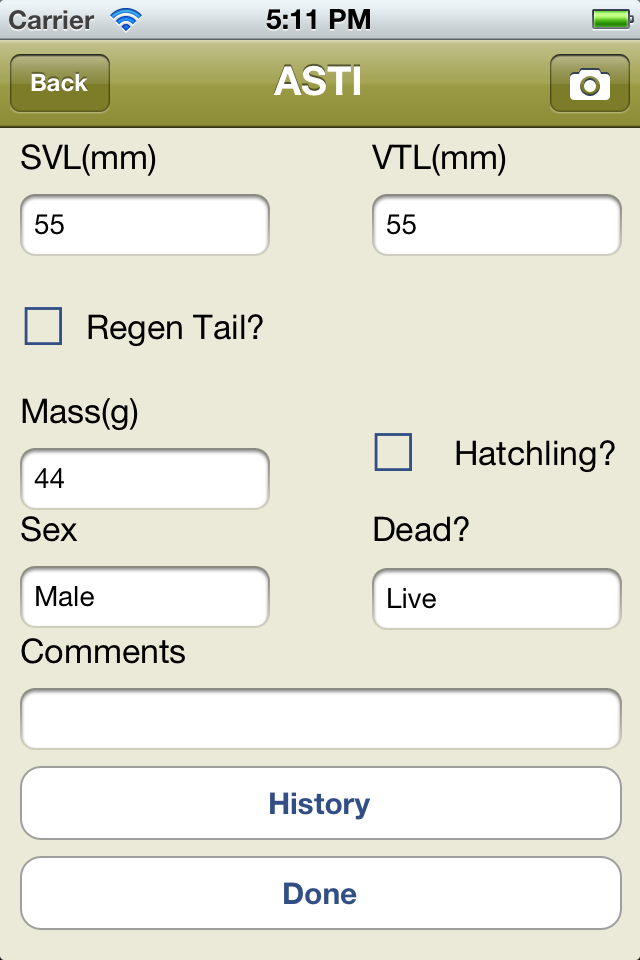 Carrier 5:11 PM
Back ASTI
SVL(mm) VTL(mm)
55 55
Regen Tail?
Mass(g)
Hatchling?
44
Sex Dead?
Male Live
Comments
History
Done